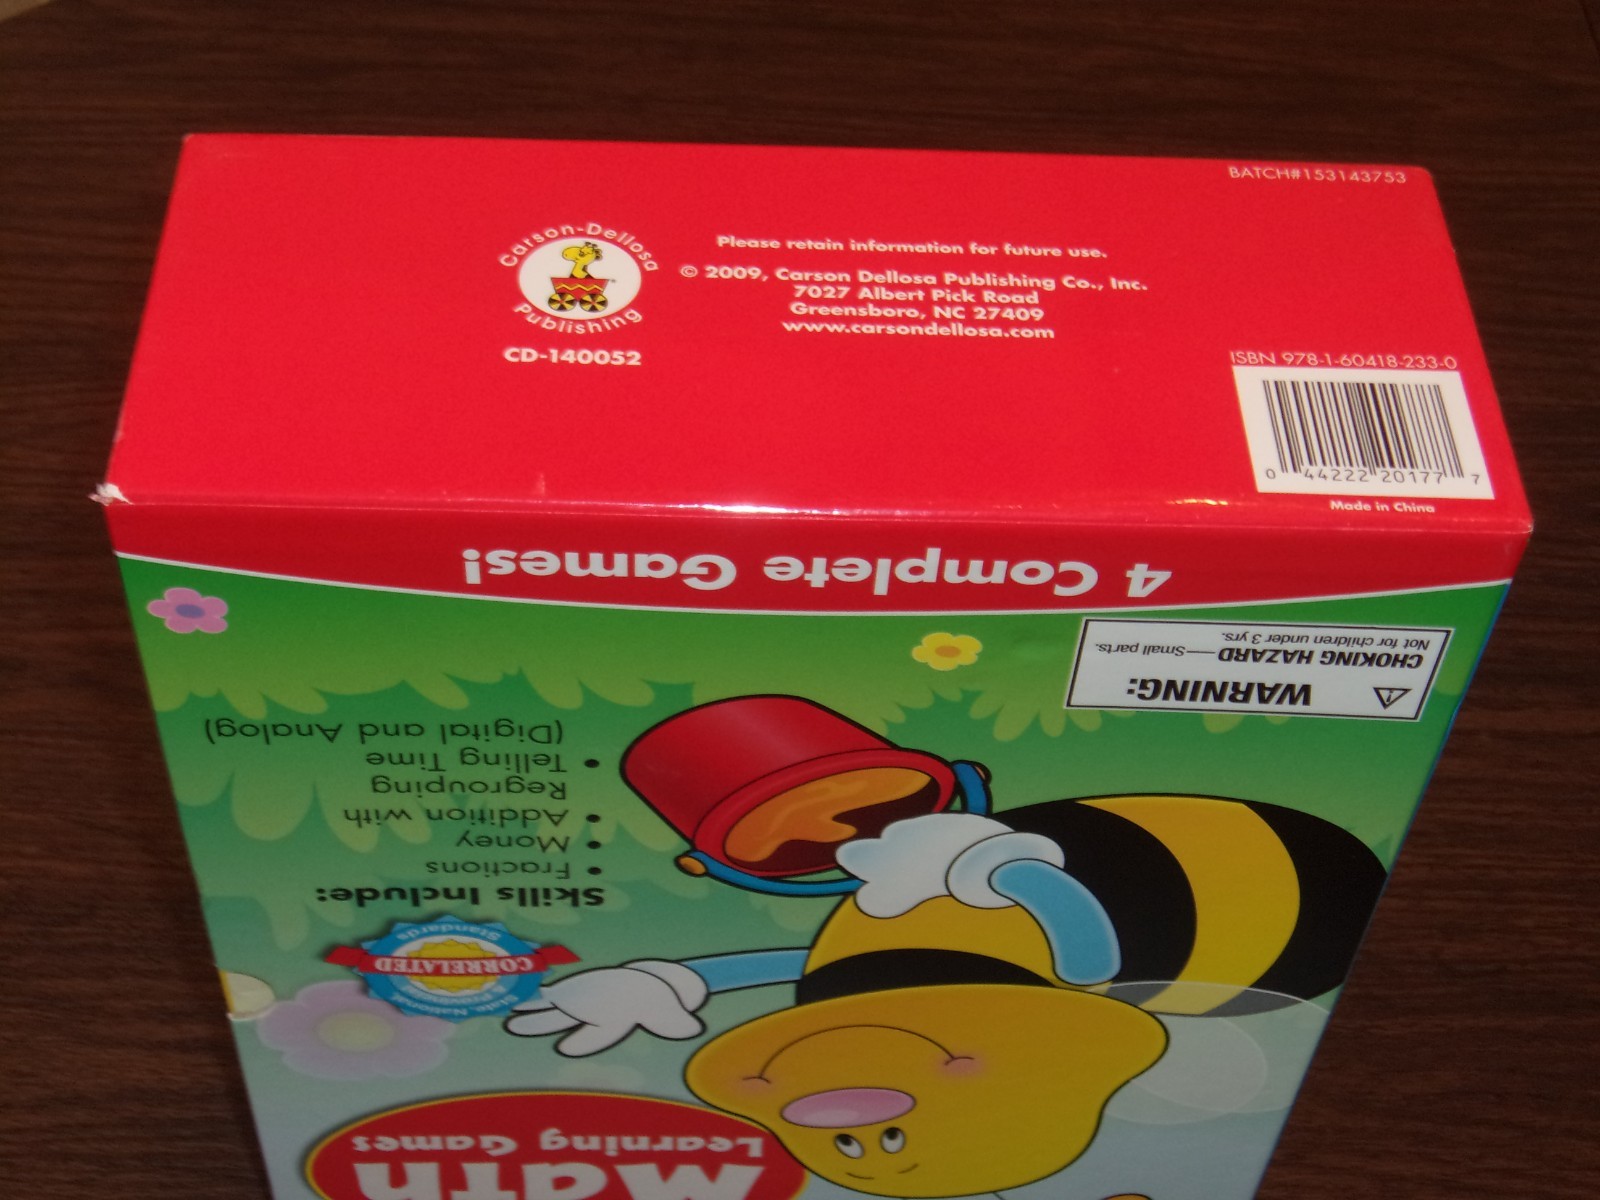 BATCH#153143753
Carson-Dellosa
Publishing
CD-140052
Please retain information for future use.
© 2009, Carson Dellosa Publishing Co., Inc.
7027 Albert Pick Road
Greensboro, NC 27409
www.carsondellosa.com
ISBN 978-1-60418-233-0
0 44222 20177 7
Made in China
Math
Learning Games
State, National
& Provincial
CORRELATED
Standards
Skills Include:
• Fractions
• Money
• Addition with
Regrouping
• Telling Time
(Digital and Analog)
WARNING:
CHOKING HAZARD—Small parts.
Not for children under 3 yrs.
4 Complete Games!